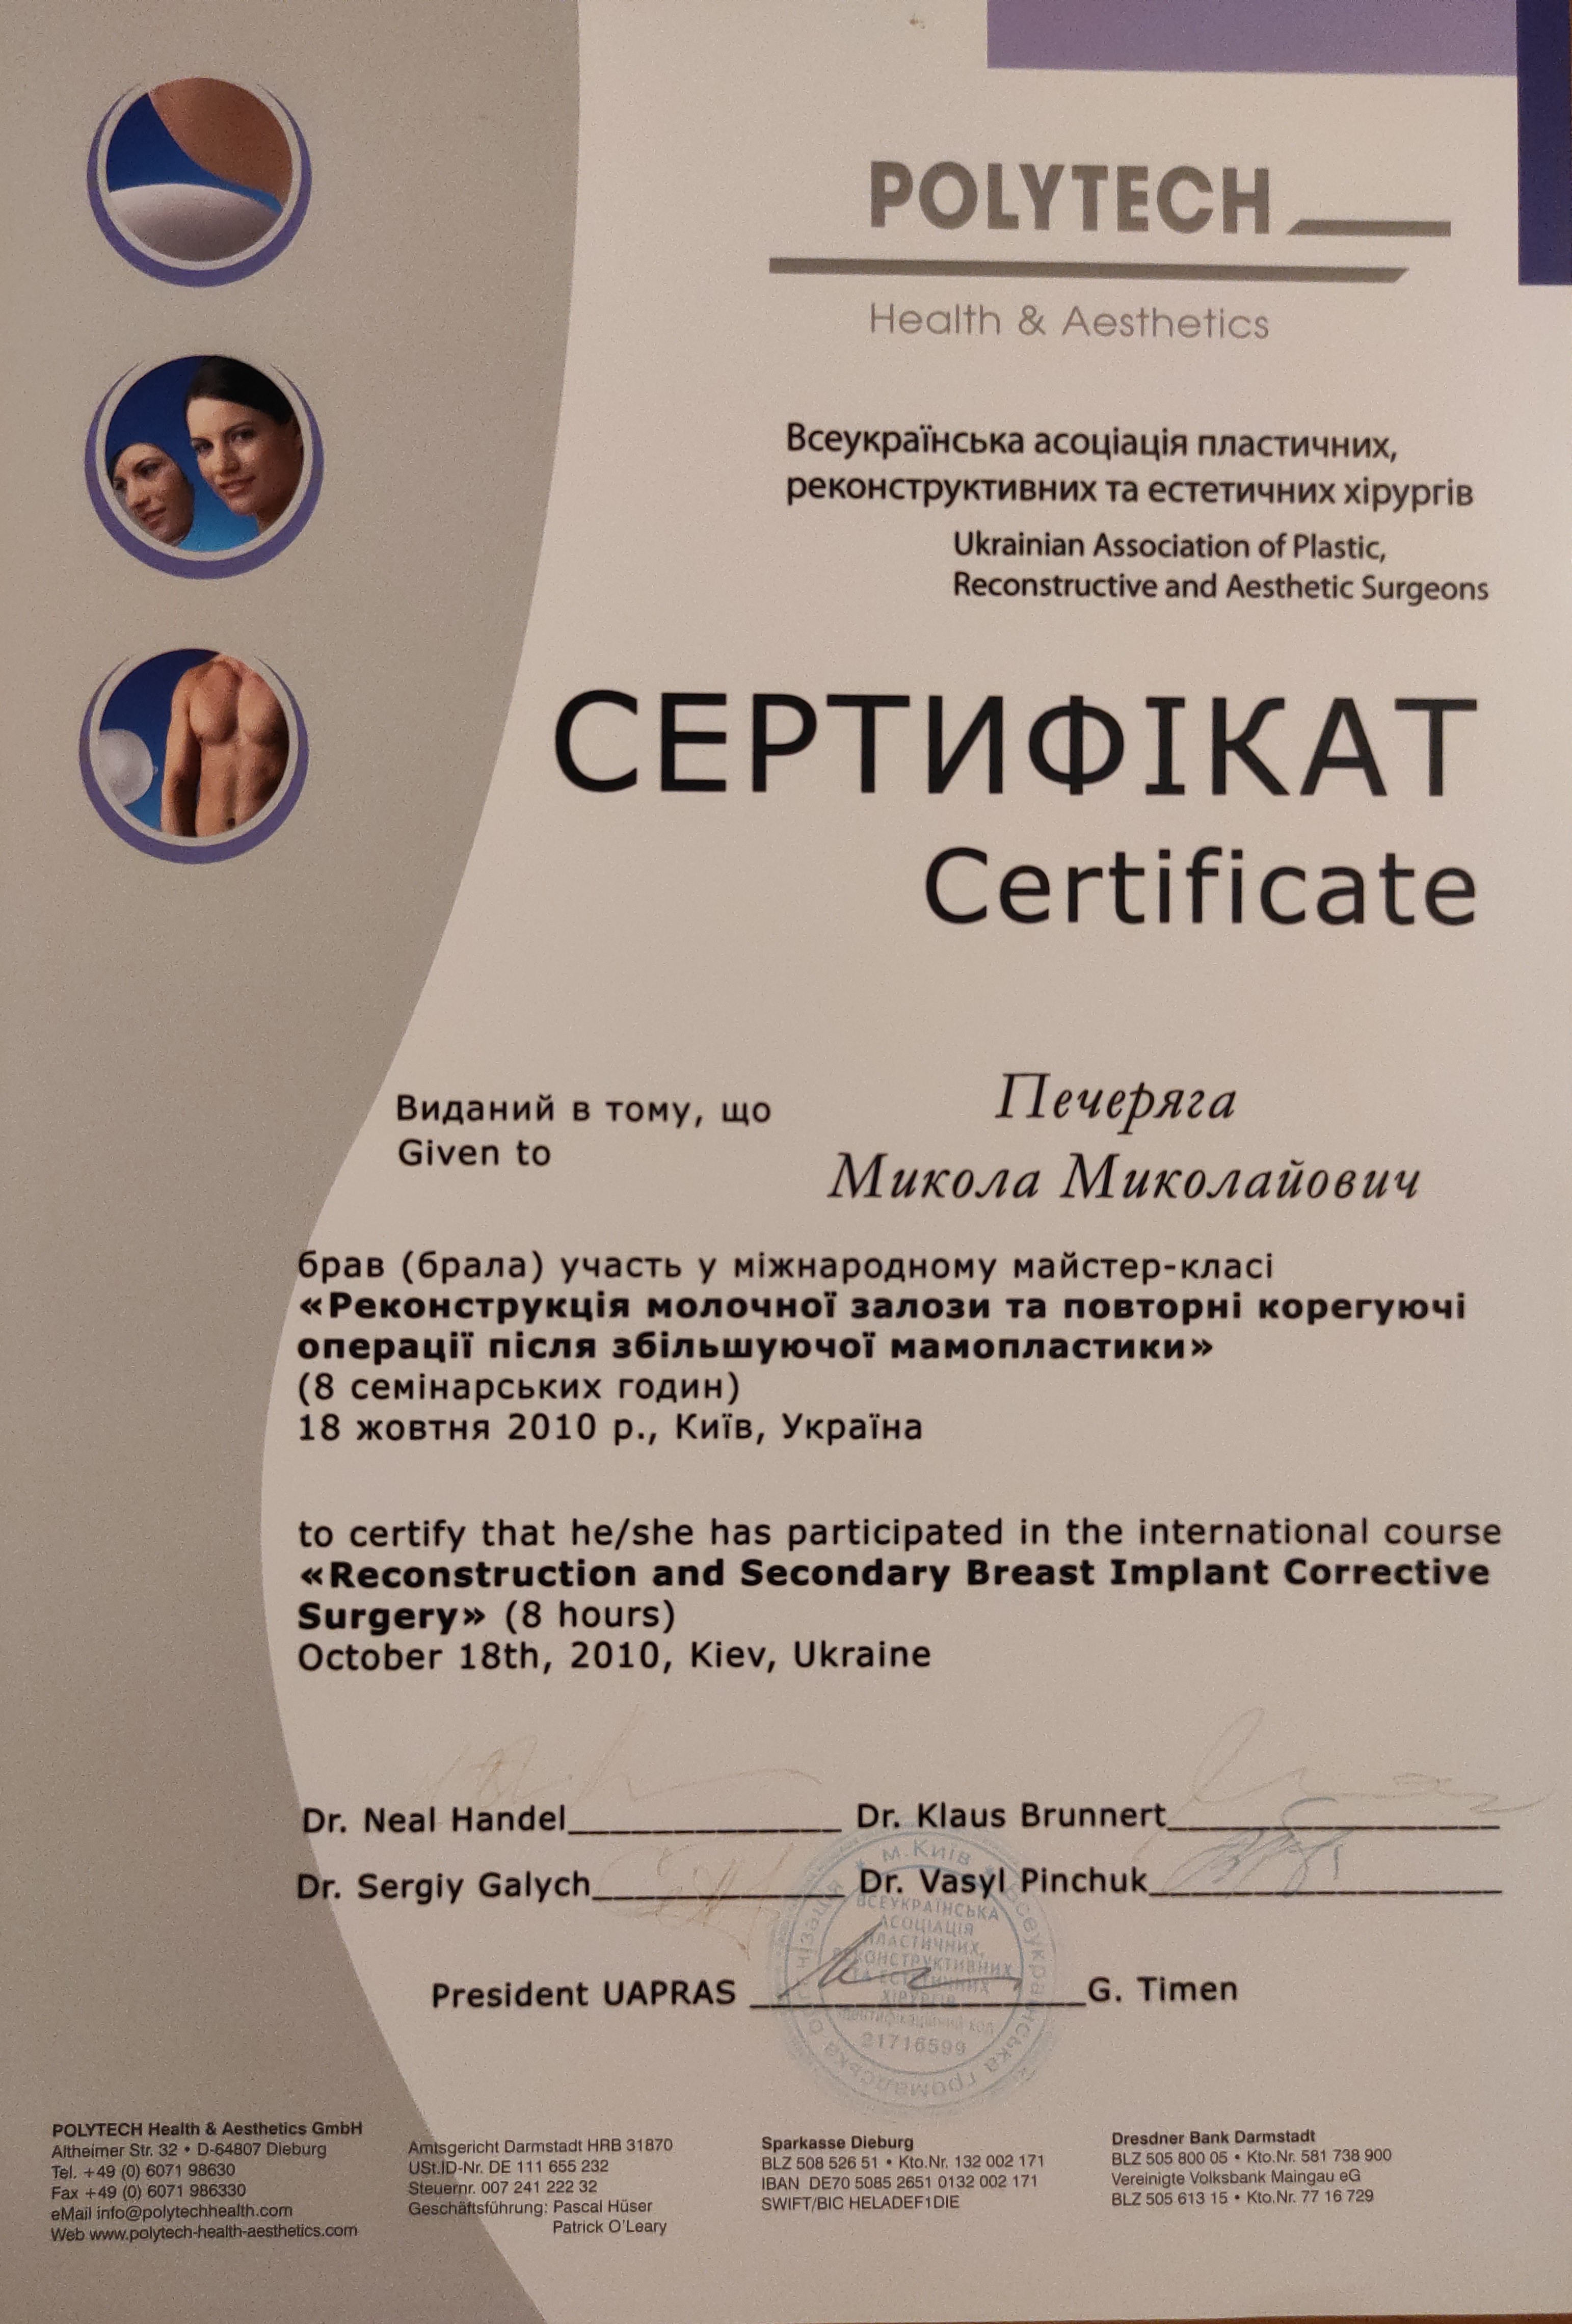 POLYTECH
Health & Aesthetics
Всеукраїнська асоціація пластичних,
реконструктивних та естетичних хірургів
Ukrainian Association of Plastic,
Reconstructive and Aesthetic Surgeons
СЕРТИФІКАТ
Certificate
Виданий в тому, що
Given to
Печеряга
Микола Миколайович
брав (брала) участь у міжнародному майстер-класі
«Реконструкція молочної залози та повторні корегуючі
операції після збільшуючої мамопластики»
(8 семінарських годин)
18 жовтня 2010 р., Київ, Україна
to certify that he/she has participated in the international course
«Reconstruction and Secondary Breast Implant Corrective
Surgery» (8 hours)
October 18th, 2010, Kiev, Ukraine
Dr. Neal Handel
Dr. Klaus Brunnert
Dr. Sergiy Galych
Dr. Vasyl Pinchuk
President UAPRAS G. Timen
м. Київ
Всеукраїнська громадська
ВСЕУКРАЇНСЬКА
АСОЦІАЦІЯ
ПЛАСТИЧНИХ,
РЕКОНСТРУКТИВНИХ
ТА ЕСТЕТИЧНИХ
ХІРУРГІВ
Ідентифікаційний код
21716599
POLYTECH Health & Aesthetics GmbH
Altheimer Str. 32 • D-64807 Dieburg
Tel. +49 (0) 6071 98630
Fax +49 (0) 6071 986330
eMail info@polytechhealth.com
Web www.polytech-health-aesthetics.com
Amtsgericht Darmstadt HRB 31870
USt.ID-Nr. DE 111 655 232
Steuernr. 007 241 222 32
Geschäftsführung: Pascal Hüser
Patrick O'Leary
Sparkasse Dieburg
BLZ 508 526 51 • Kto.Nr. 132 002 171
IBAN DE70 5085 2651 0132 002 171
SWIFT/BIC HELADEF1DIE
Dresdner Bank Darmstadt
BLZ 505 800 05 • Kto.Nr. 581 738 900
Vereinigte Volksbank Maingau eG
BLZ 505 613 15 • Kto.Nr. 77 16 729